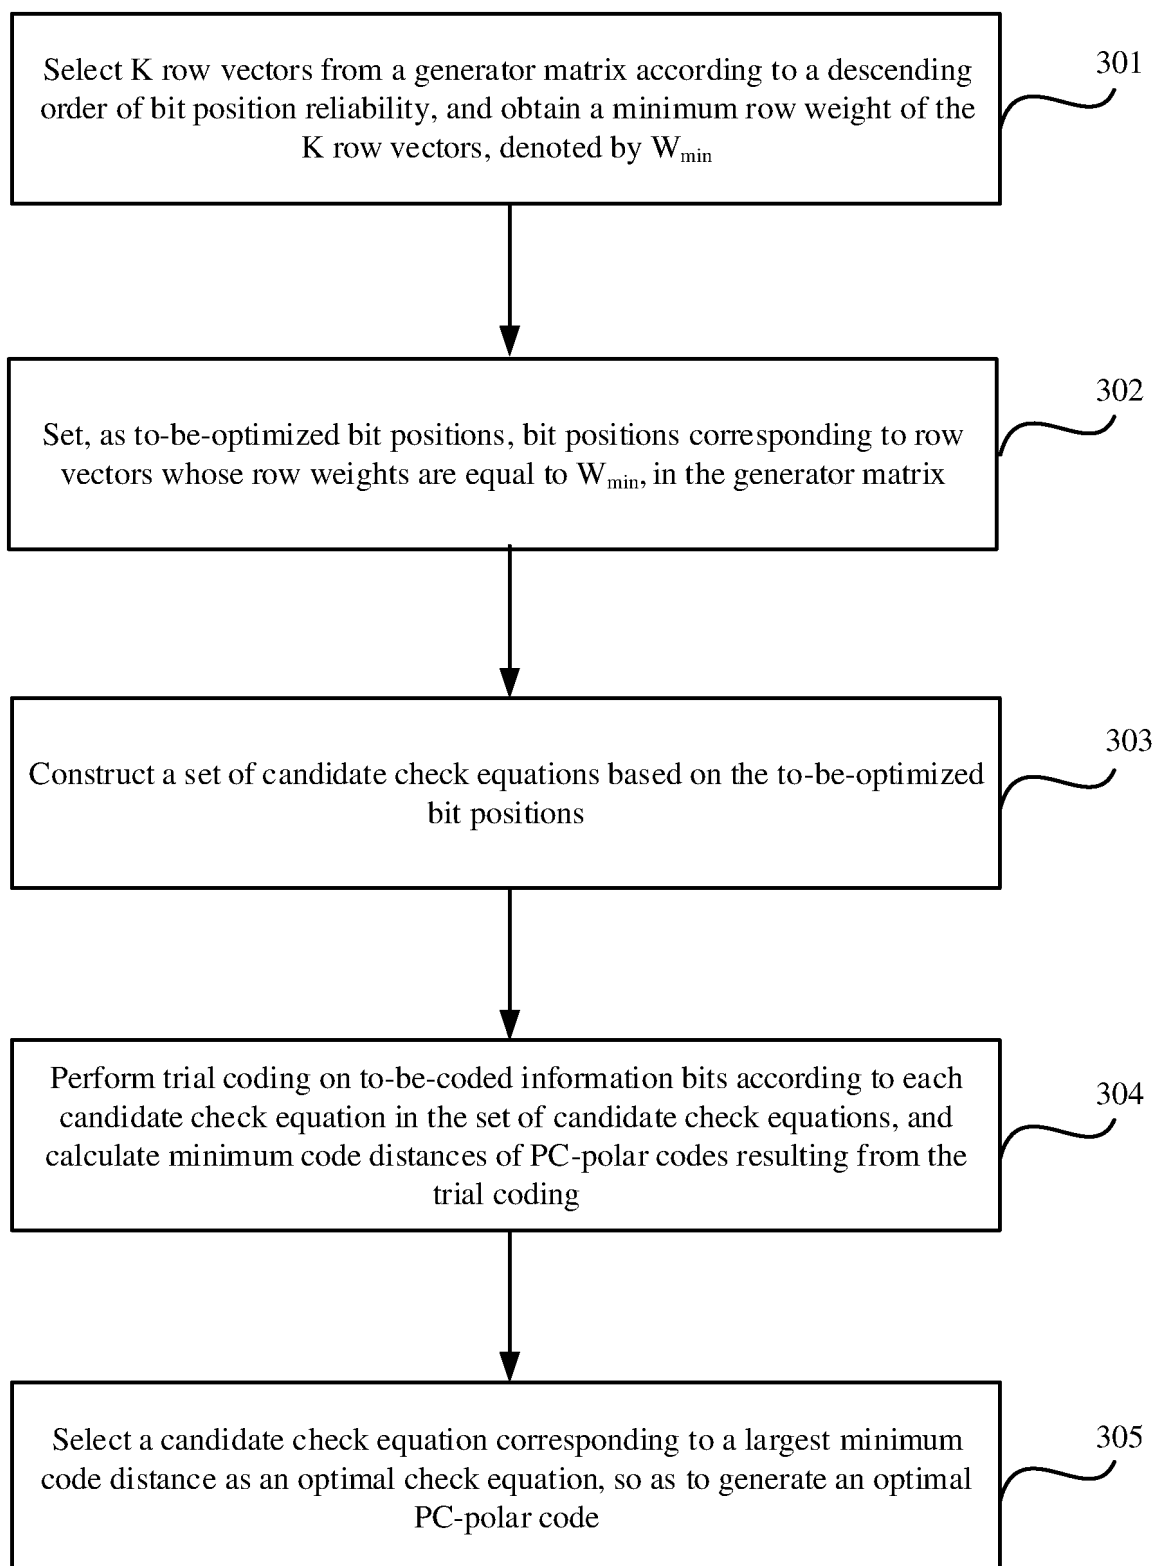 Select K row vectors from a generator matrix according to a descending
301
order of bit position reliability, and obtain a minimum row weight of the
K row vectors, denoted by Wmin
302
Set, as to-be-optimized bit positions, bit positions corresponding to row
vectors whose row weights are equal to Wmin, in the generator matrix
303
Construct a set of candidate check equations based on the to-be-optimized
bit positions
Perform trial coding on to-be-coded information bits according to each
304
candidate check equation in the set of candidate check equations, and
calculate minimum code distances of PC-polar codes resulting from the
trial coding
305
Select a candidate check equation corresponding to a largest minimum
code distance as an optimal check equation, so as to generate an optimal
PC-polar code